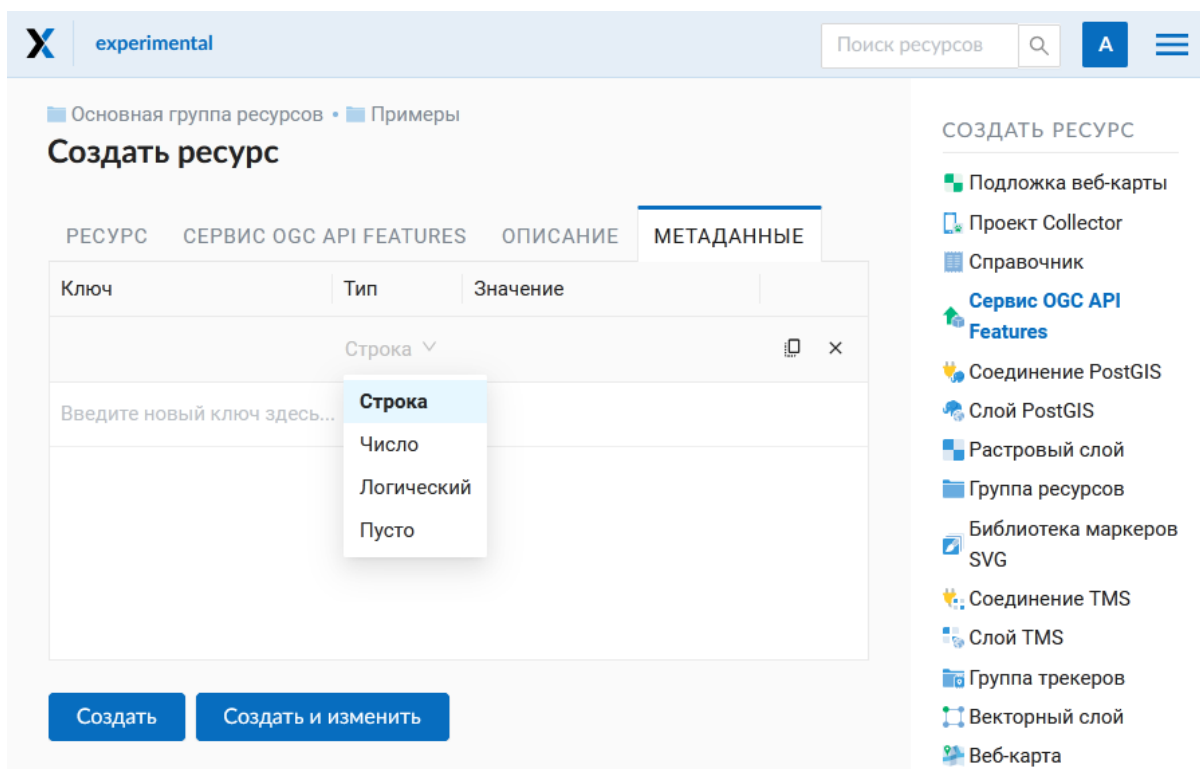 experimental
Поиск ресурсов
A
Основная группа ресурсов • Примеры
Создать ресурс
РЕСУРС СЕРВИС OGC API FEATURES ОПИСАНИЕ МЕТАДАННЫЕ
Ключ Тип Значение
Строка
Введите новый ключ здесь...
Строка
Число
Логический
Пусто
Создать Создать и изменить
СОЗДАТЬ РЕСУРС
Подложка веб-карты
Проект Collector
Справочник
Сервис OGC API
Features
Соединение PostGIS
Слой PostGIS
Растровый слой
Группа ресурсов
Библиотека маркеров
SVG
Соединение TMS
Слой TMS
Группа трекеров
Векторный слой
Веб-карта